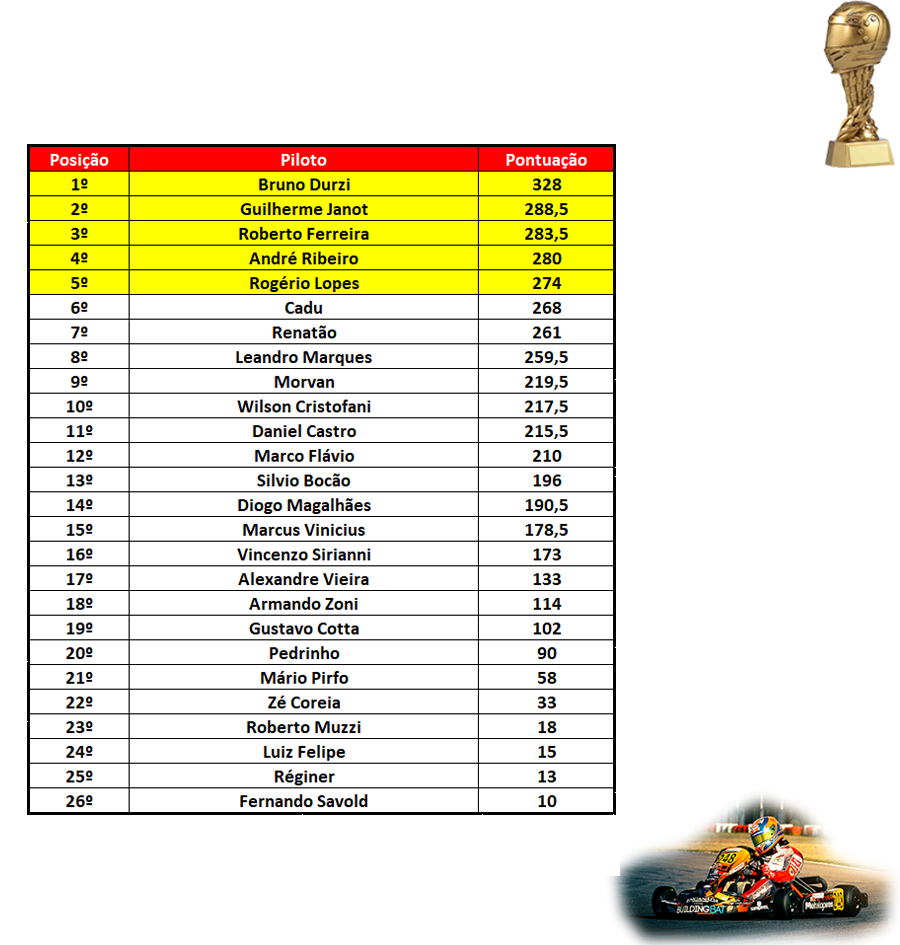 Posição Piloto Pontuação
1º Bruno Durzi 328
2º Guilherme Janot 288,5
3º Roberto Ferreira 283,5
4º André Ribeiro 280
5º Rogério Lopes 274
6º Cadu 268
7º Renatão 261
8º Leandro Marques 259,5
9º Morvan 219,5
10º Wilson Cristofani 217,5
11º Daniel Castro 215,5
12º Marco Flávio 210
13º Silvio Bocão 196
14º Diogo Magalhães 190,5
15º Marcus Vinicius 178,5
16º Vincenzo Sirianni 173
17º Alexandre Vieira 133
18º Armando Zoni 114
19º Gustavo Cotta 102
20º Pedrinho 90
21º Mário Pirfo 58
22º Zé Coreia 33
23º Roberto Muzzi 18
24º Luiz Felipe 15
25º Réginer 13
26º Fernando Savold 10
248
BUILDINGBAT